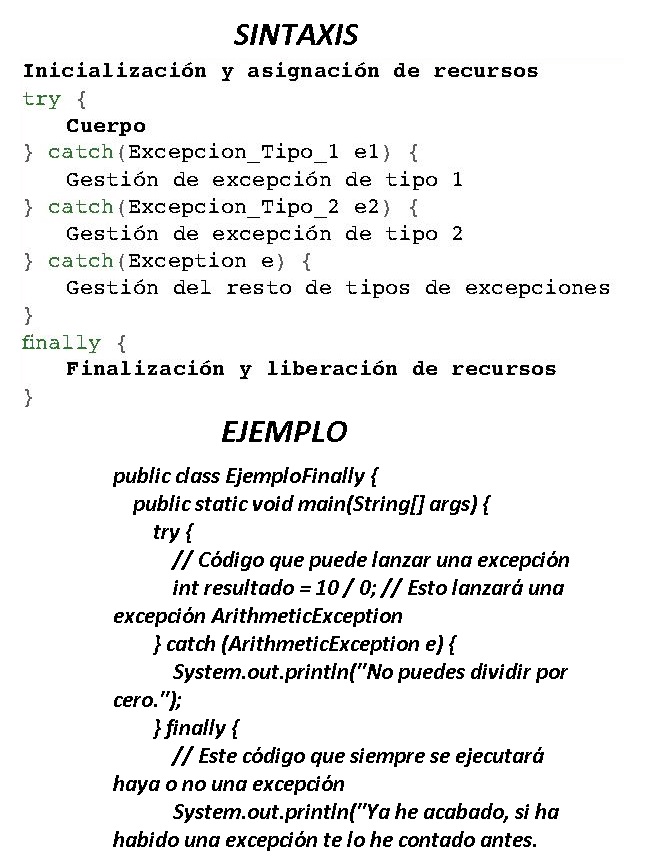 SINTAXIS
Inicialización y asignación de recursos
try {
Cuerpo
} catch(Excepcion_Tipo_1 e1) {
Gestión de excepción de tipo 1
} catch(Excepcion_Tipo_2 e2) {
Gestión de excepción de tipo 2
} catch(Exception e) {
Gestión del resto de tipos de excepciones
}
finally {
Finalización y liberación de recursos
}
EJEMPLO
public class EjemploFinally {
public static void main(String[] args) {
try {
// Código que puede lanzar una excepción
int resultado = 10 / 0; // Esto lanzará una
excepción ArithmeticException
} catch (ArithmeticException e) {
System.out.println("No puedes dividir por
cero.");
} finally {
// Este código que siempre se ejecutará
haya o no una excepción
System.out.println("Ya he acabado, si ha
habido una excepción te lo he contado antes.